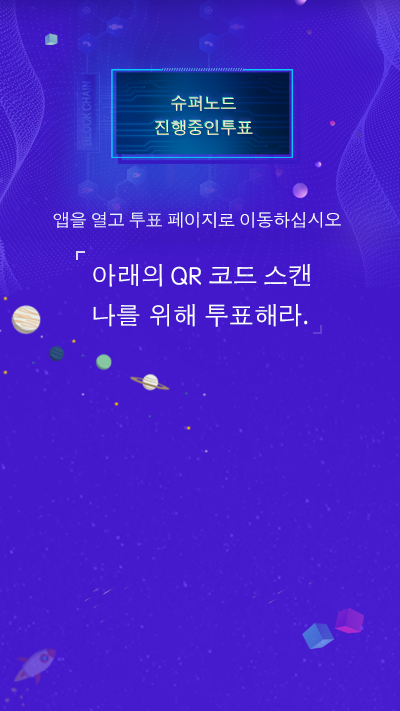 BLOCK CHAIN
슈퍼노드
진행중인투표
앱을 열고 투표 페이지로 이동하십시오
아래의 QR 코드 스캔
나를 위해 투표해라.